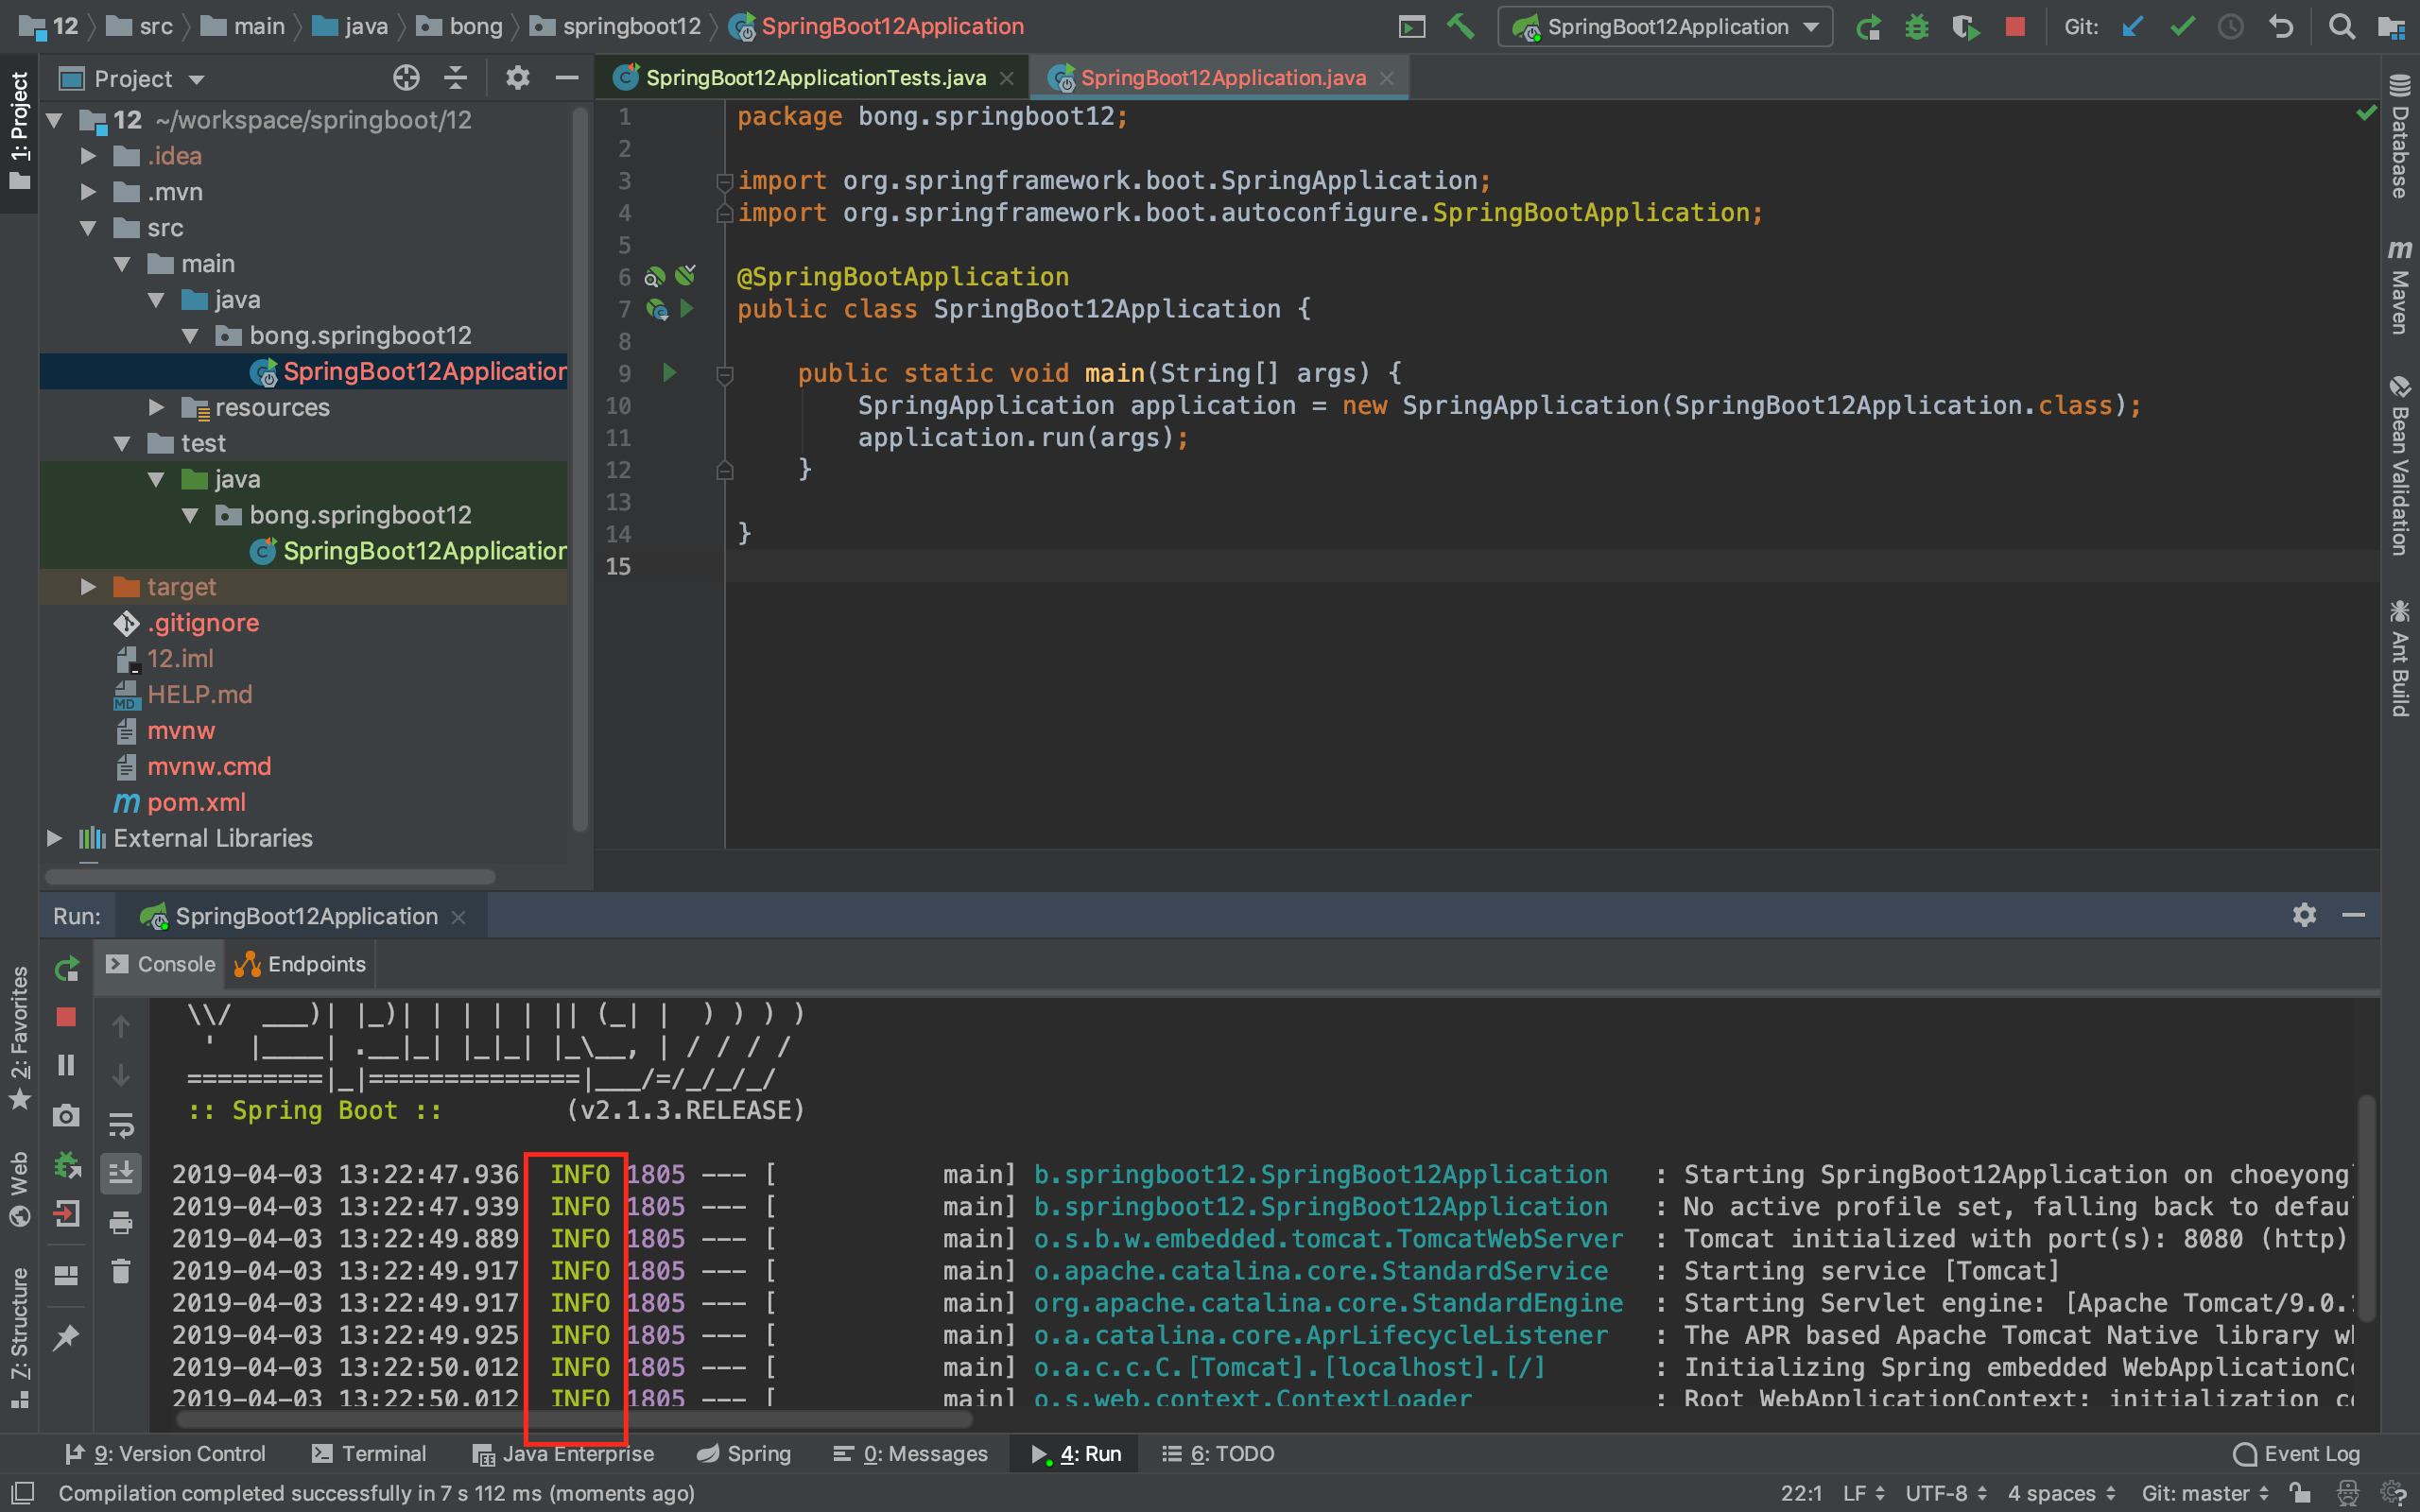 12 src main java bong springboot12 SpringBoot12Application
SpringBoot12Application
Git:
1: Project
Project
12 ~/workspace/springboot/12
.idea
.mvn
src
main
java
bong.springboot12
SpringBoot12Application
resources
test
java
bong.springboot12
SpringBoot12Application
target
.gitignore
12.iml
HELP.md
mvnw
mvnw.cmd
pom.xml
External Libraries
SpringBoot12ApplicationTests.java
SpringBoot12Application.java
1 package bong.springboot12;
2
3 import org.springframework.boot.SpringApplication;
4 import org.springframework.boot.autoconfigure.SpringBootApplication;
5
6 @SpringBootApplication
7 public class SpringBoot12Application {
8
9 public static void main(String[] args) {
10 SpringApplication application = new SpringApplication(SpringBoot12Application.class);
11 application.run(args);
12 }
13
14 }
15
Database
Maven
Bean Validation
Ant Build
Run: SpringBoot12Application
Console Endpoints
2: Favorites
Web
7: Structure
\\/  ___)| |_)| | | | | || (_| |  ) ) ) )
'  |____| .__|_| |_|_| |_\__, | / / / /
=========|_|==============|___/=/_/_/_/
:: Spring Boot ::        (v2.1.3.RELEASE)
2019-04-03 13:22:47.936 INFO 1805 --- [ main] b.springboot12.SpringBoot12Application : Starting SpringBoot12Application on choeyong
2019-04-03 13:22:47.939 INFO 1805 --- [ main] b.springboot12.SpringBoot12Application : No active profile set, falling back to defau
2019-04-03 13:22:49.889 INFO 1805 --- [ main] o.s.b.w.embedded.tomcat.TomcatWebServer : Tomcat initialized with port(s): 8080 (http)
2019-04-03 13:22:49.917 INFO 1805 --- [ main] o.apache.catalina.core.StandardService : Starting service [Tomcat]
2019-04-03 13:22:49.917 INFO 1805 --- [ main] org.apache.catalina.core.StandardEngine : Starting Servlet engine: [Apache Tomcat/9.0.
2019-04-03 13:22:49.925 INFO 1805 --- [ main] o.a.catalina.core.AprLifecycleListener : The APR based Apache Tomcat Native library w
2019-04-03 13:22:50.012 INFO 1805 --- [ main] o.a.c.c.C.[Tomcat].[localhost].[/] : Initializing Spring embedded WebApplicationC
2019-04-03 13:22:50.012 INFO 1805 --- [ main] o.s.web.context.ContextLoader : Root WebApplicationContext: initialization c
9: Version Control Terminal Java Enterprise Spring 0: Messages 4: Run 6: TODO Event Log
Compilation completed successfully in 7 s 112 ms (moments ago) 22:1 LF UTF-8 4 spaces Git: master